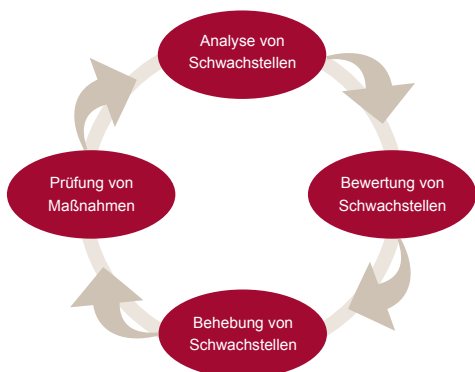 Analyse von
Schwachstellen
Bewertung von
Schwachstellen
Behebung von
Schwachstellen
Prüfung von
Maßnahmen